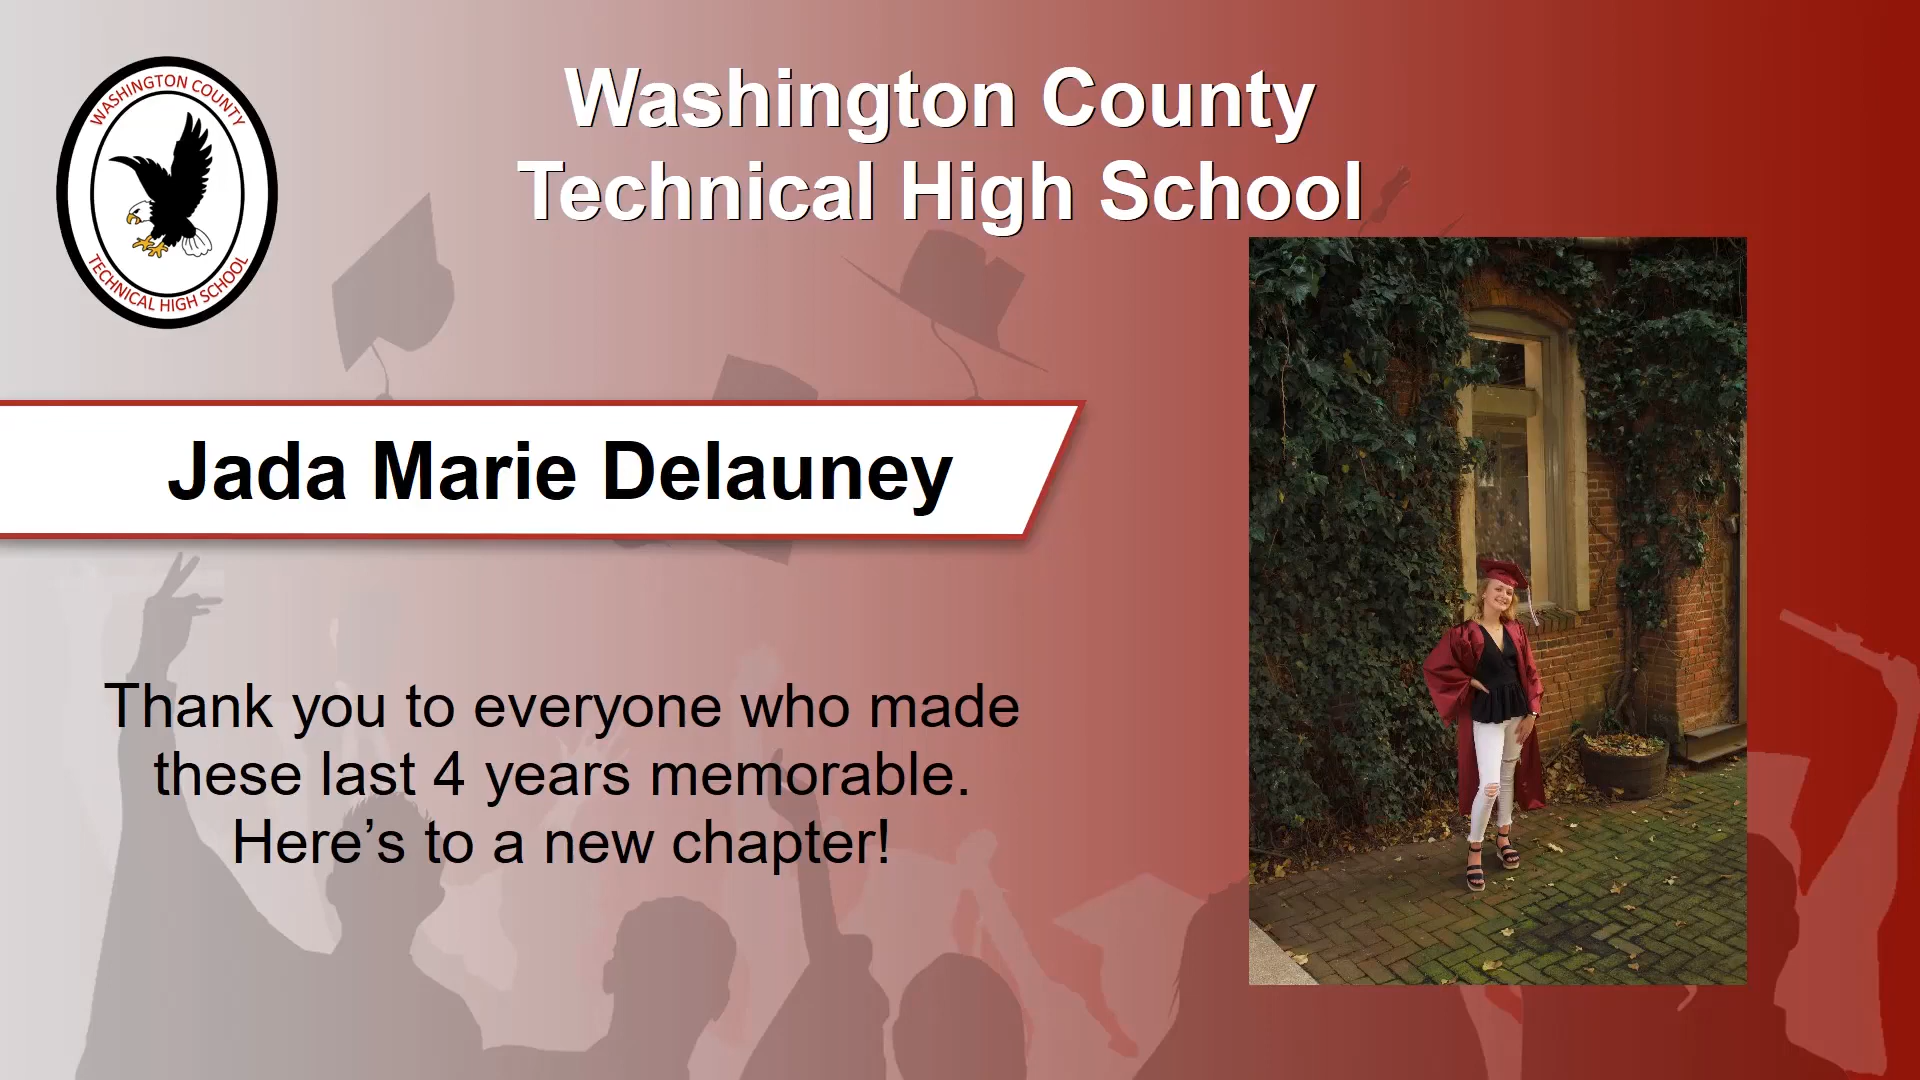 WASHINGTON COUNTY
TECHNICAL HIGH SCHOOL
Washington County
Technical High School
Jada Marie Delauney
Thank you to everyone who made
these last 4 years memorable.
Here’s to a new chapter!